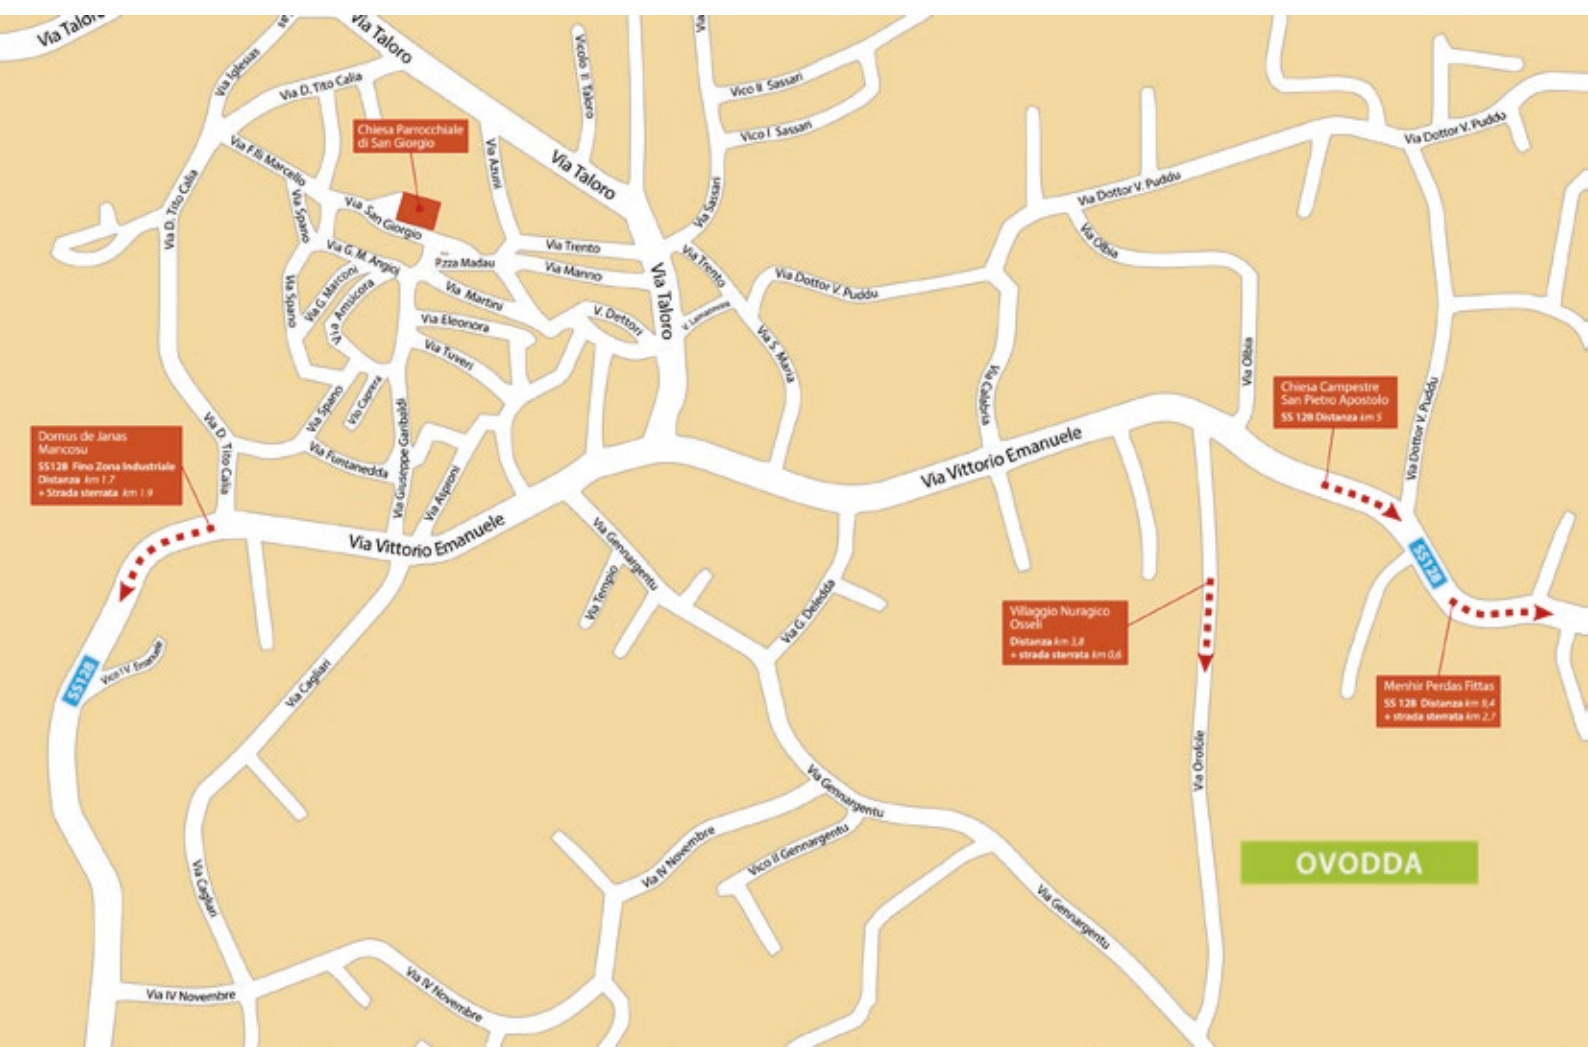 Via Taloro
Via Taloro
Via Iglesias
Via D. Tito Calia
Vicolo II Taloro
Vico II Sassari
Vico I Sassari
Via Dottor V. Puddu
Chiesa Parrocchiale
di San Giorgio
Via F.lli Marcello
Via Azuni
Via Taloro
Via Sassari
Via Dottor V. Puddu
Via D. Tito Calia
Via Spano
Via San Giorgio
Via G. M. Angioj
P.zza Madau
Via Trento
Via Manno
Via Trento
Via Olbia
Via Spano
Via G. Marconi
Via Amsicora
Via Martini
Via Taloro
Via Dottor V. Puddu
Via Eleonora
V. Dettori
V. Lamarmora
Via Tuveri
Via S. Maria
Via Calabria
Via Olbia
Via Dottor V. Puddu
Chiesa Campestre
San Pietro Apostolo
SS 128 Distanza km 5
Via Spano
V.lo Caprera
Via Giuseppe Garibaldi
Via D. Tito Calia
Via Funtanedda
Via Asproni
Domus de Janas
Mancosu
SS128 Fino Zona Industriale
Distanza km 1.7
+ Strada sterrata km 1.9
Via Vittorio Emanuele
Via Vittorio Emanuele
Via Gennargentu
Via Tempio
Via G. Deledda
SS128
Villaggio Nuragico
Osseli
Distanza km 3,8
+ strada sterrata km 0,6
Menhir Perdas Fittas
SS 128 Distanza km 9,4
+ strada sterrata km 2,7
SS128
Vico I V. Emanuele
Via Cagliari
Via Orofole
Via Gennargentu
Via IV Novembre
Vico II Gennargentu
OVODDA
Via Cagliari
Via Gennargentu
Via IV Novembre
Via IV Novembre